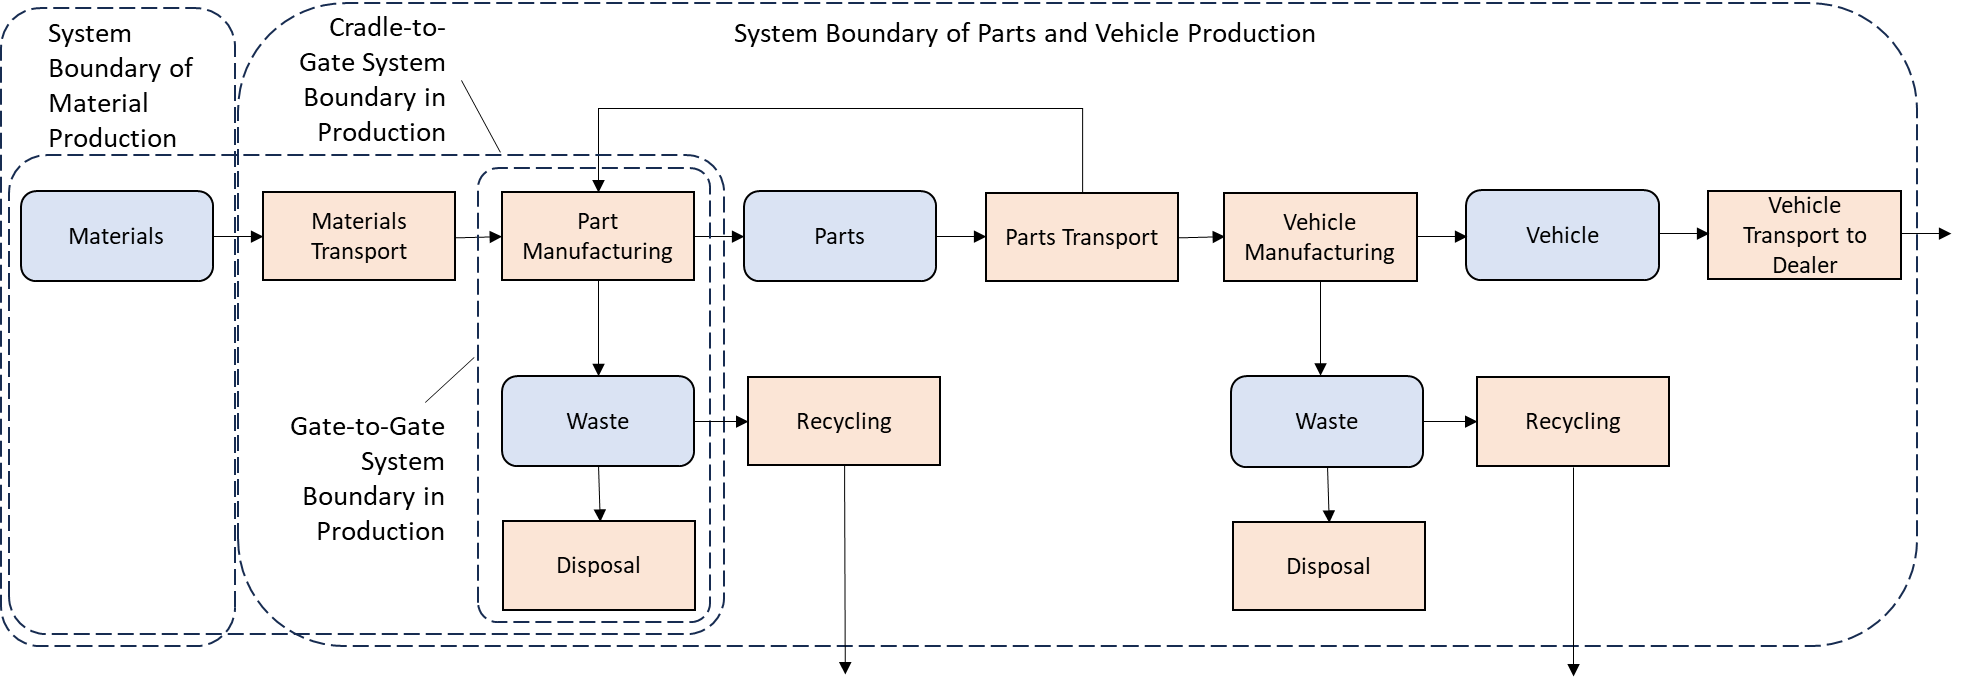 System
Boundary of
Material
Production
Cradle-to-
Gate System
Boundary in
Production
System Boundary of Parts and Vehicle Production
Materials
Materials
Transport
Part
Manufacturing
Parts
Parts Transport
Vehicle
Manufacturing
Vehicle
Vehicle
Transport to
Dealer
Gate-to-Gate
System
Boundary in
Production
Waste
Recycling
Disposal
Waste
Recycling
Disposal